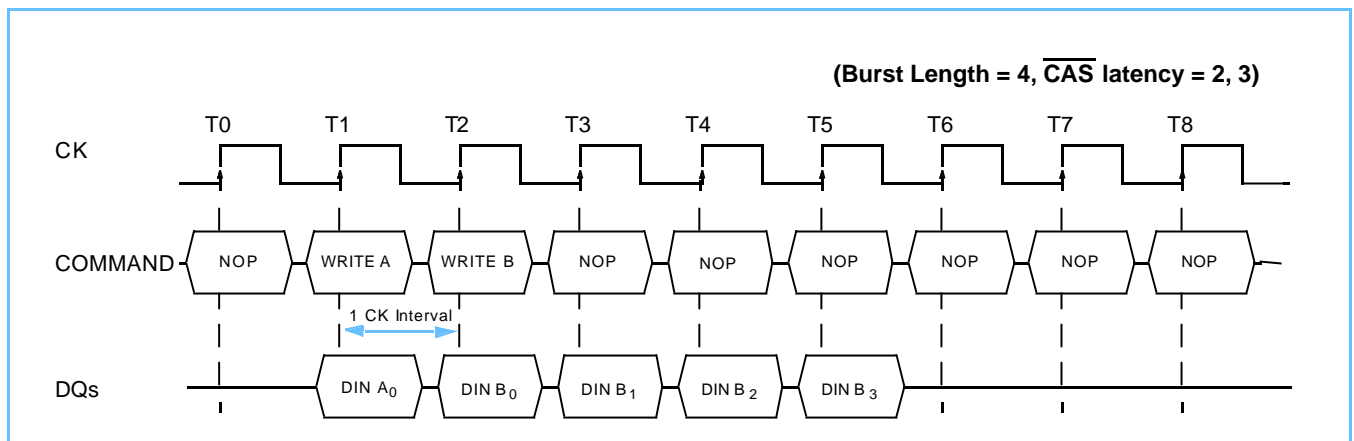 (Burst Length = 4, CAS latency = 2, 3)
T0 T1 T2 T3 T4 T5 T6 T7 T8
CK
COMMAND NOP WRITE A WRITE B NOP NOP NOP NOP NOP NOP
1 CK Interval
DQs DIN A0 DIN B0 DIN B1 DIN B2 DIN B3